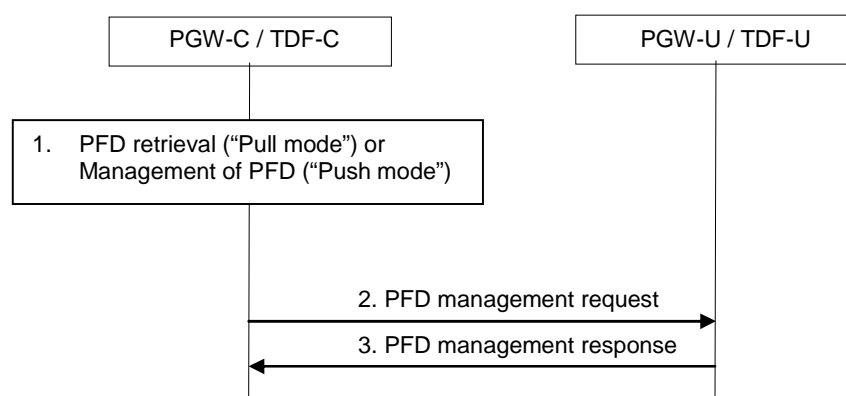 PGW-C / TDF-C
PGW-U / TDF-U
1. PFD retrieval (“Pull mode”) or
Management of PFD (“Push mode”)
2. PFD management request
3. PFD management response